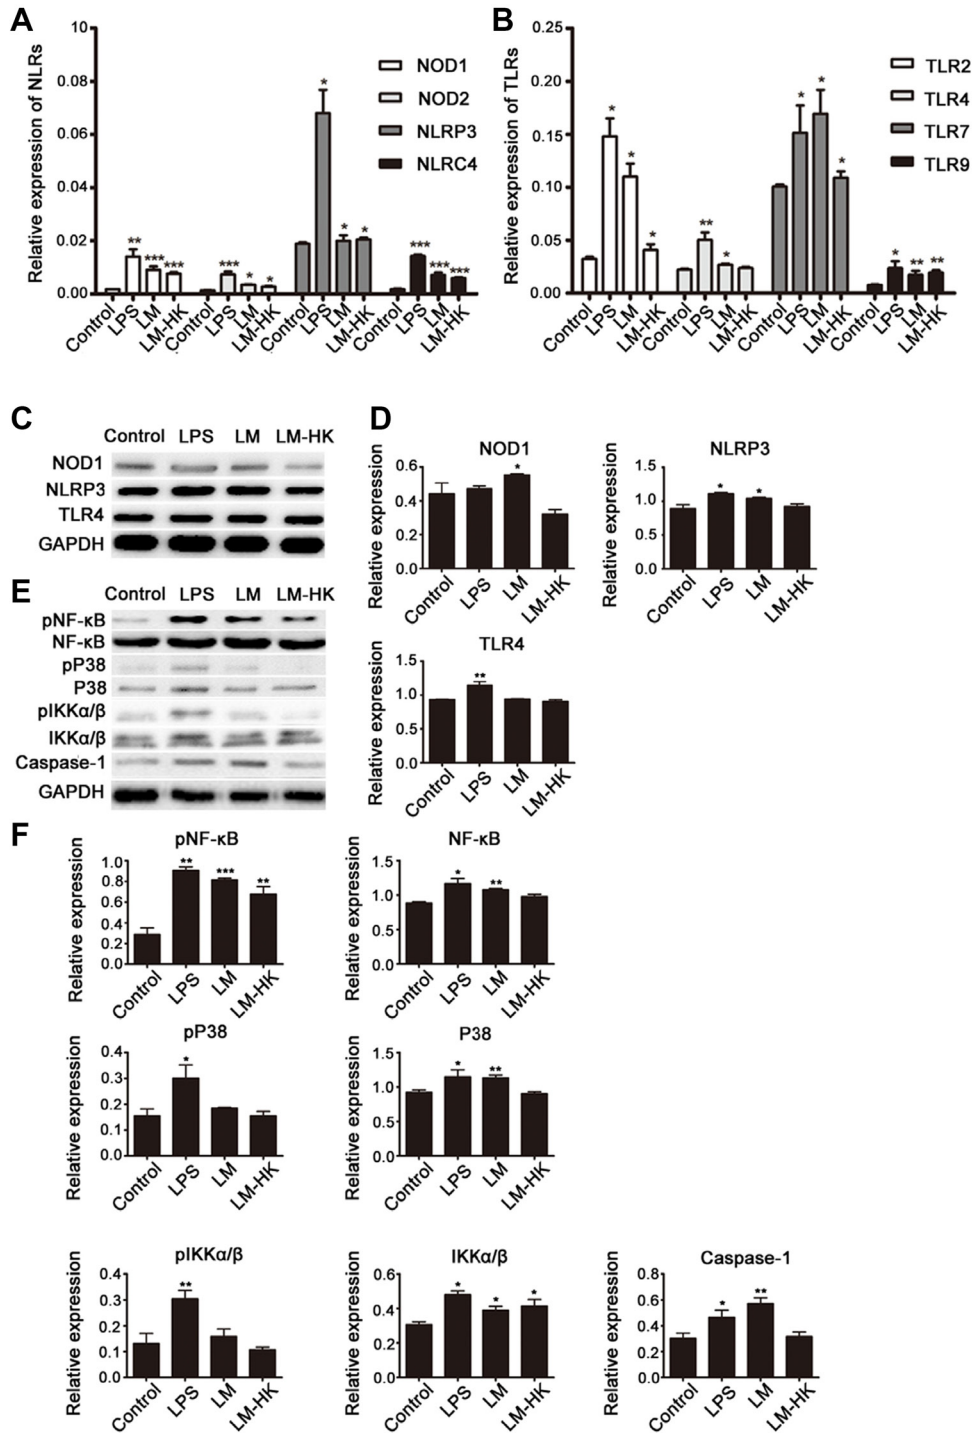 A
Relative expression of NLRs
10
0.08
0.06
0.04
0.02
0.00
NOD1
NOD2
NLRP3
NLRC4
** *** ***
*** * *
* * *
*** *** ***
Control LPS LM LM-HK Control LPS LM LM-HK Control LPS LM LM-HK Control LPS LM LM-HK
B
Relative expression of TLRs
0.25
0.20
0.15
0.10
0.05
0.00
TLR2
TLR4
TLR7
TLR9
* * *
** *
* * *
* ** **
Control LPS LM LM-HK Control LPS LM LM-HK Control LPS LM LM-HK Control LPS LM LM-HK
C
Control LPS LM LM-HK
NOD1
NLRP3
TLR4
GAPDH
D
NOD1
Relative expression
0.6
0.4
0.2
0.0
*
Control LPS LM LM-HK
NLRP3
Relative expression
1.5
1.0
0.5
0.0
* *
Control LPS LM LM-HK
TLR4
Relative expression
1.5
1.0
0.5
0.0
**
Control LPS LM LM-HK
E
Control LPS LM LM-HK
pNF-κB
NF-κB
pP38
P38
pIKKα/β
IKKα/β
Caspase-1
GAPDH
F
pNF-κB
Relative expression
1.0
0.8
0.6
0.4
0.2
0.0
** *** **
Control LPS LM LM-HK
NF-κB
Relative expression
1.5
1.0
0.5
0.0
* **
Control LPS LM LM-HK
pP38
Relative expression
0.4
0.3
0.2
0.1
0.0
*
Control LPS LM LM-HK
P38
Relative expression
1.5
1.0
0.5
0.0
* **
Control LPS LM LM-HK
pIKKα/β
Relative expression
0.4
0.3
0.2
0.1
0.0
**
Control LPS LM LM-HK
IKKα/β
Relative expression
0.6
0.4
0.2
0.0
* * *
Control LPS LM LM-HK
Caspase-1
Relative expression
0.8
0.6
0.4
0.2
0.0
* **
Control LPS LM LM-HK